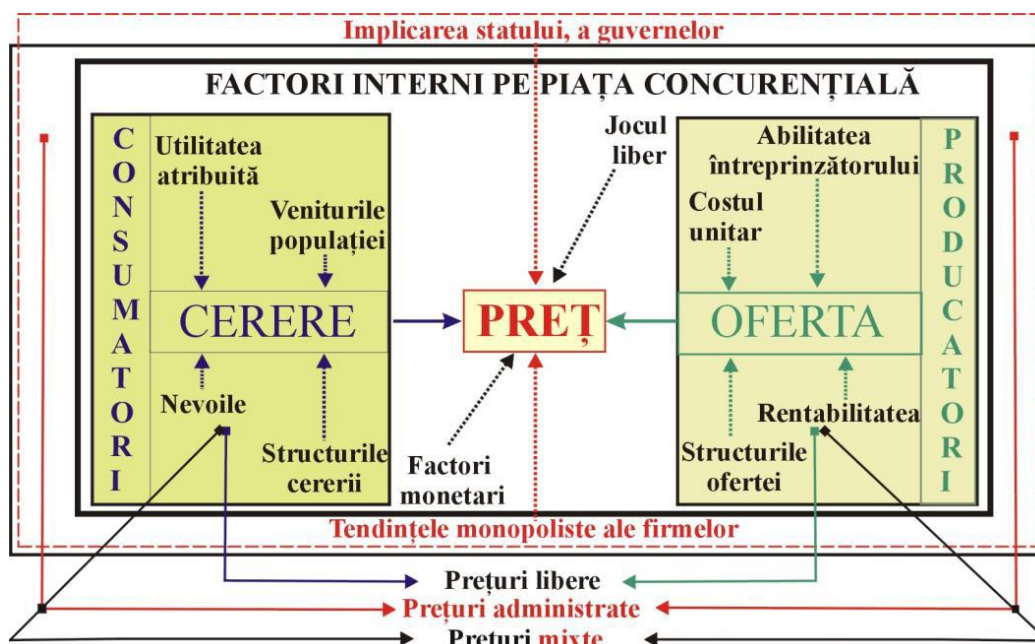 Implicarea statului, a guvernelor
FACTORI INTERNI PE PIAȚA CONCURENȚIALĂ
CONSUMATORI
Utilitatea
atribuită
Veniturile
populației
CERERE
Nevoile
Structurile
cererii
Jocul
liber
PREȚ
Factori
monetari
Abilitatea
întreprinzătorului
Costul
unitar
OFERTA
Rentabilitatea
Structurile
ofertei
PRODUCATORI
Tendințele monopoliste ale firmelor
Prețuri libere
Prețuri administrate
Prețuri mixte